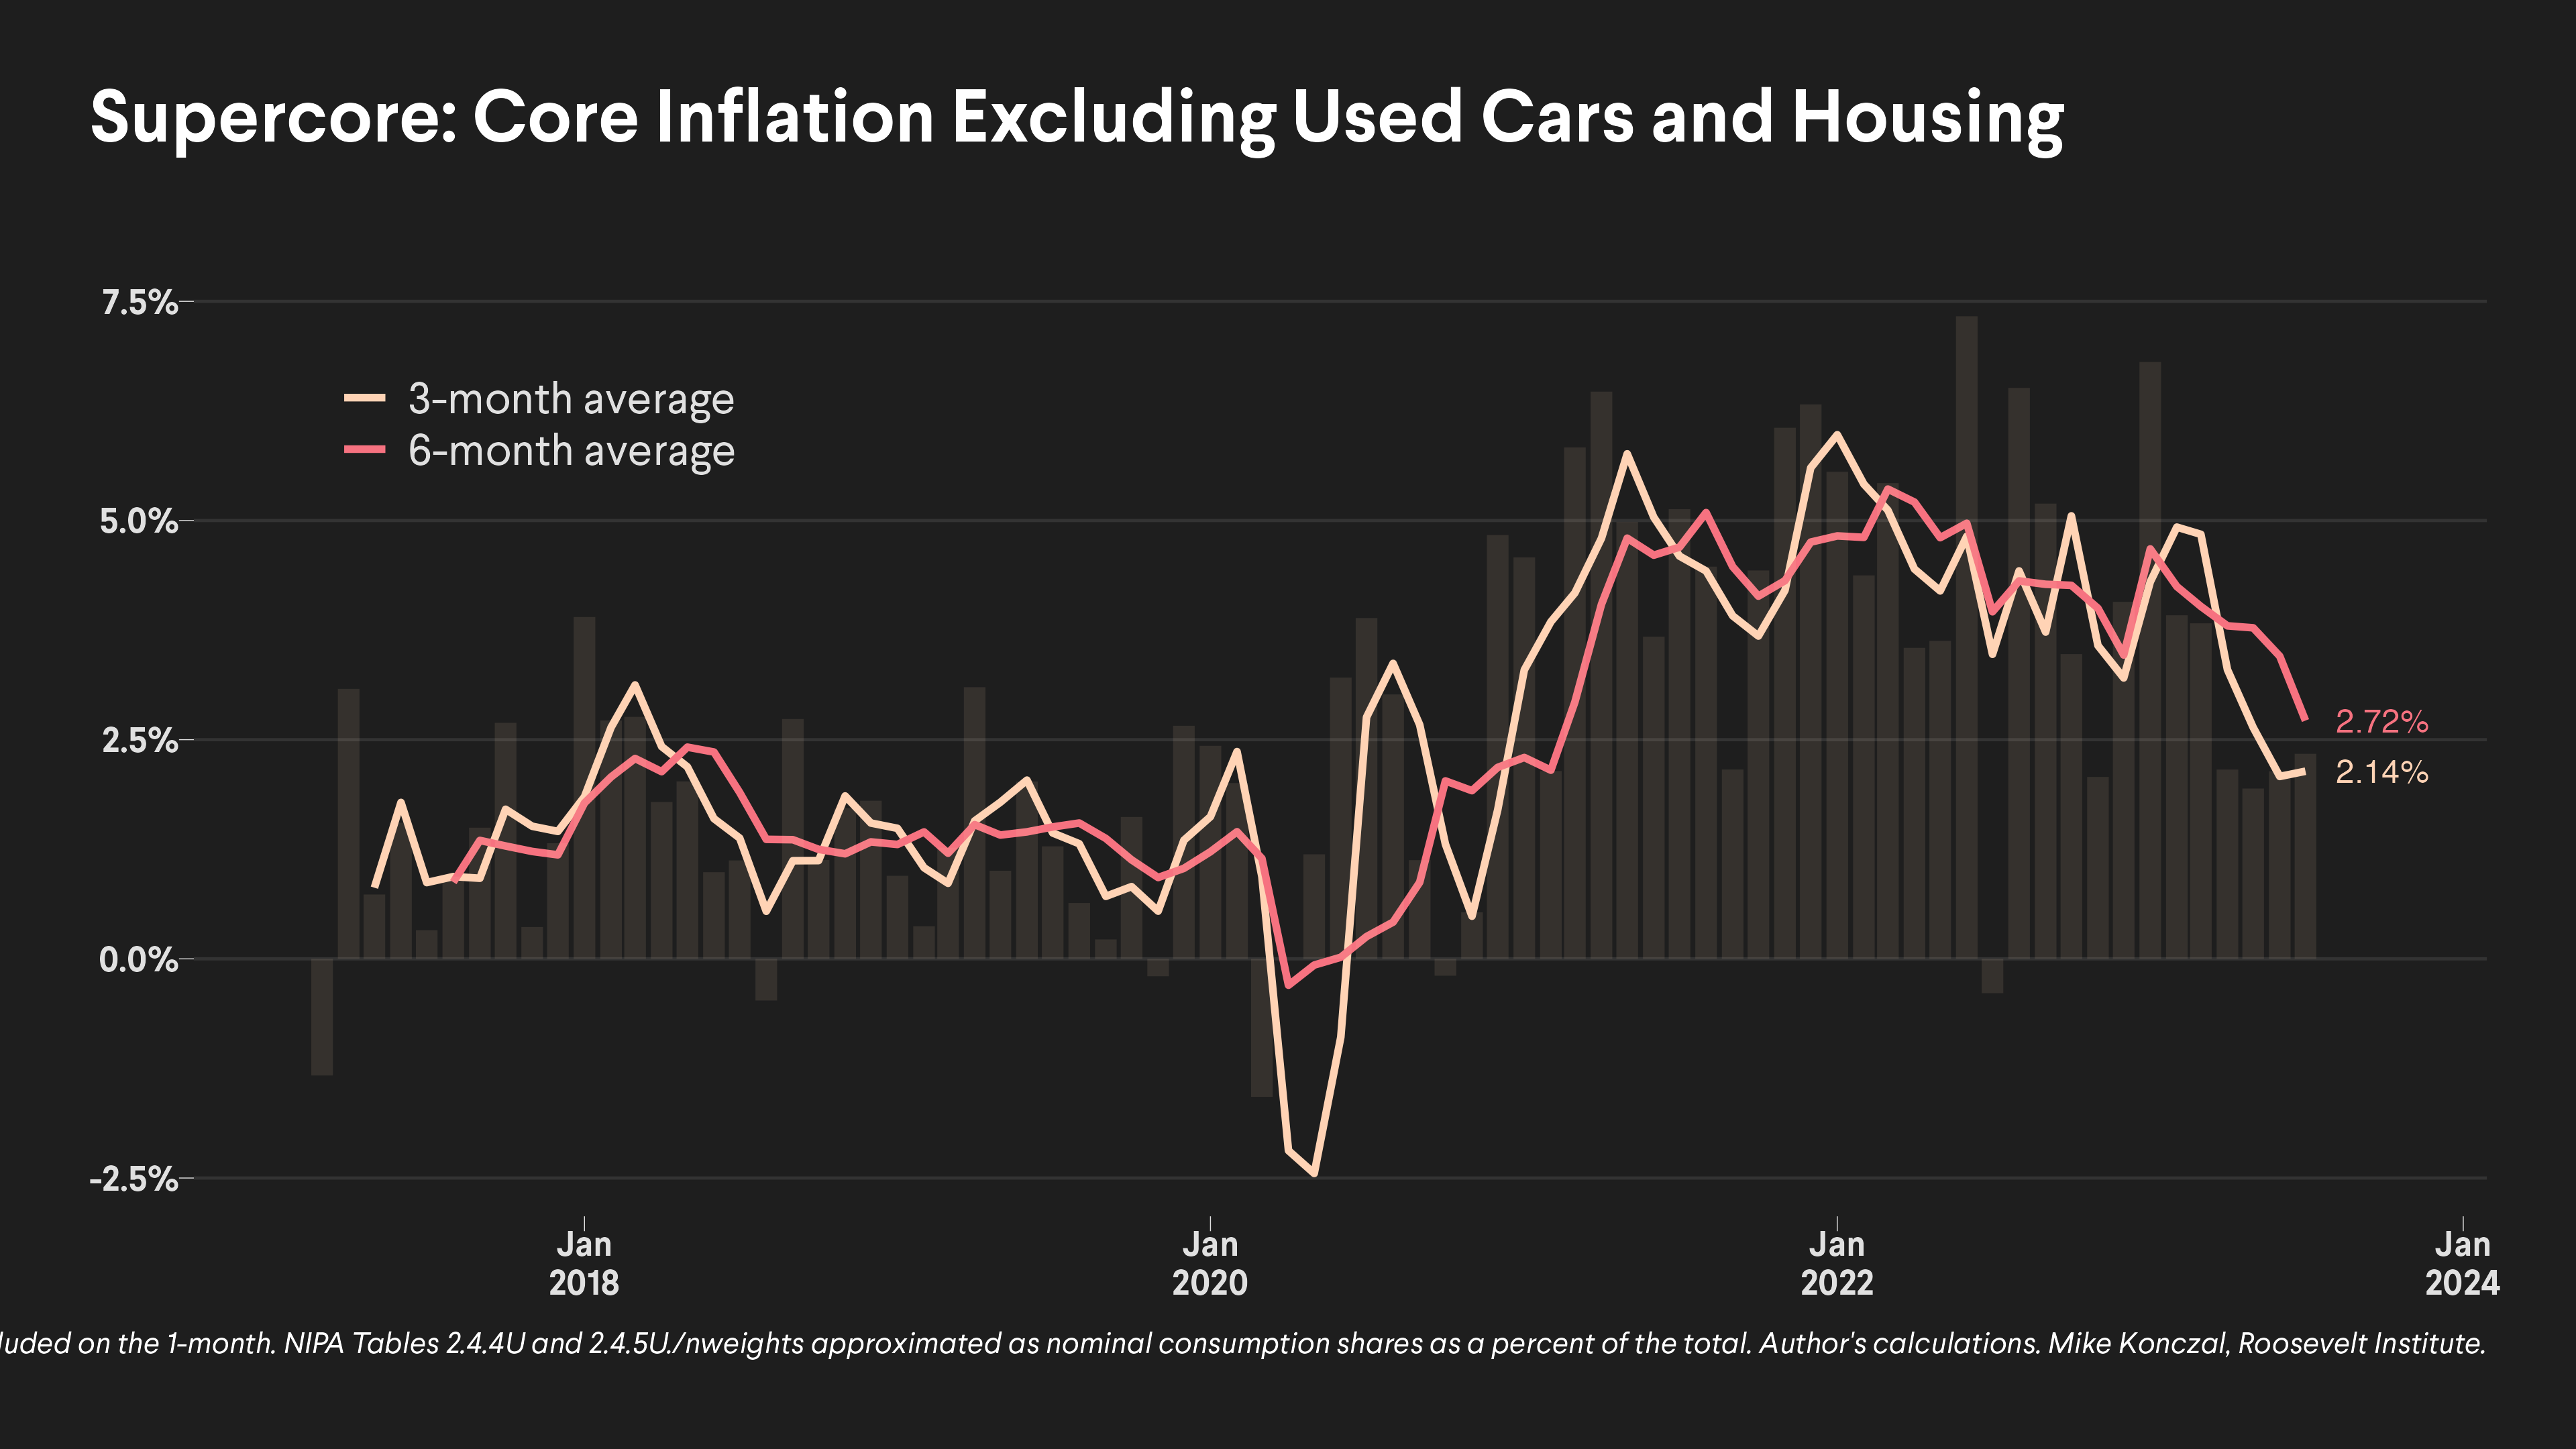 Supercore: Core Inflation Excluding Used Cars and Housing
7.5%
3-month average
6-month average
5.0%
2.5%
2.72%
2.14%
0.0%
-2.5%
Jan
2018
Jan
2020
Jan
2022
Jan
2024
on the 1-month. NIPA Tables 2.4.4U and 2.4.5U./nweights approximated as nominal consumption shares as a percent of the total. Author's calculations. Mike Konczal, Roosevelt Institute.